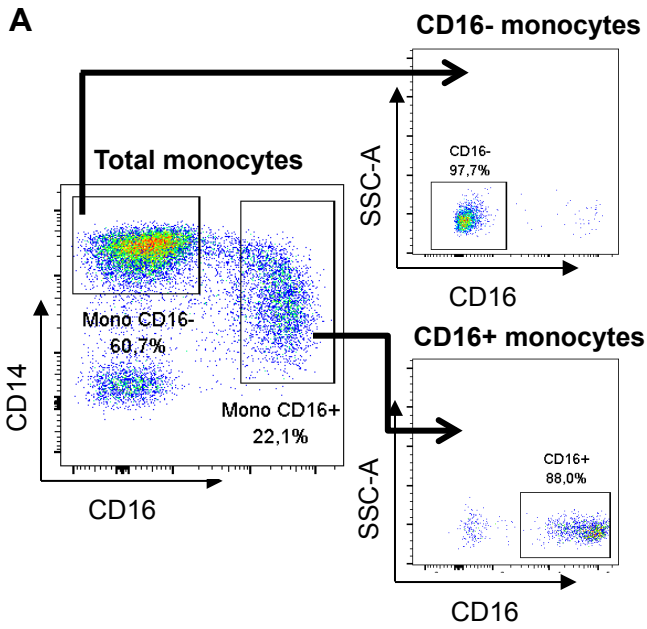 A
CD16- monocytes
SSC-A
CD16-
97,7%
CD16
Total monocytes
CD14
Mono CD16-
60,7%
Mono CD16+
22,1%
CD16
CD16+ monocytes
SSC-A
CD16+
88,0%
CD16